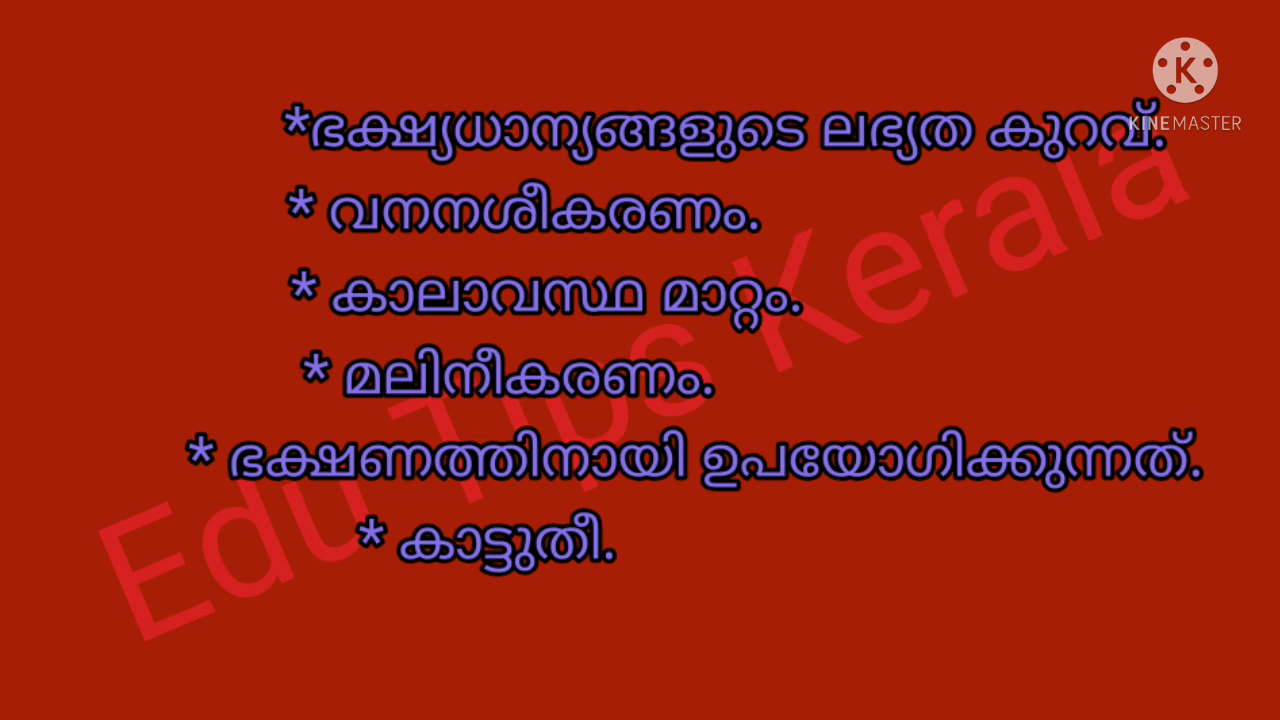 *ഭക്ഷ്യധാന്യങ്ങളുടെ ലഭ്യത കുറവ്.
* വനനശീകരണം.
* കാലാവസ്ഥ മാറ്റം.
* മലിനീകരണം.
* ഭക്ഷണത്തിനായി ഉപയോഗിക്കുന്നത്.
* കാട്ടുതീ.
Edu Tips Kerala
K
KINEMASTER